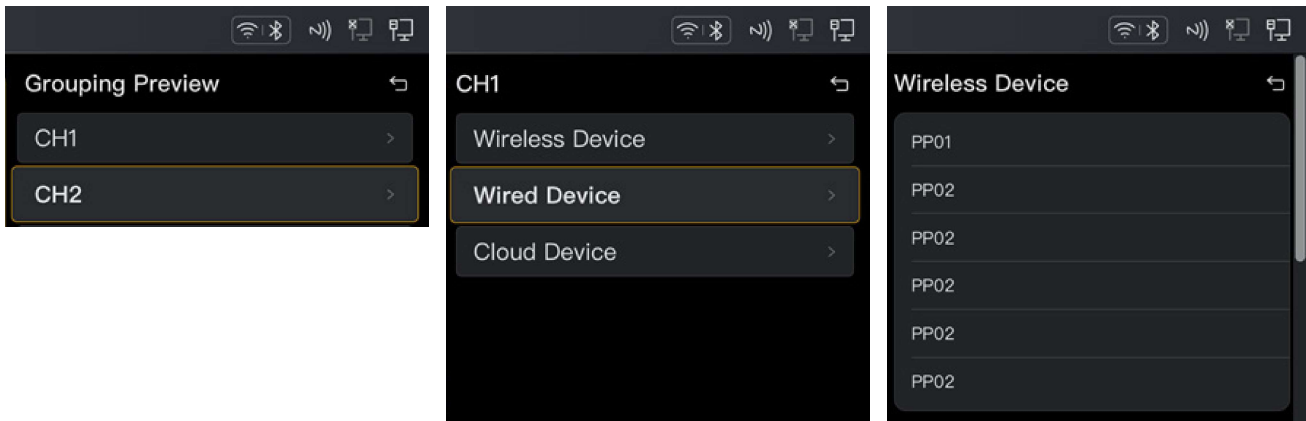 Grouping Preview
CH1
CH2
CH1
Wireless Device
Wired Device
Cloud Device
Wireless Device
PP01
PP02
PP02
PP02
PP02
PP02